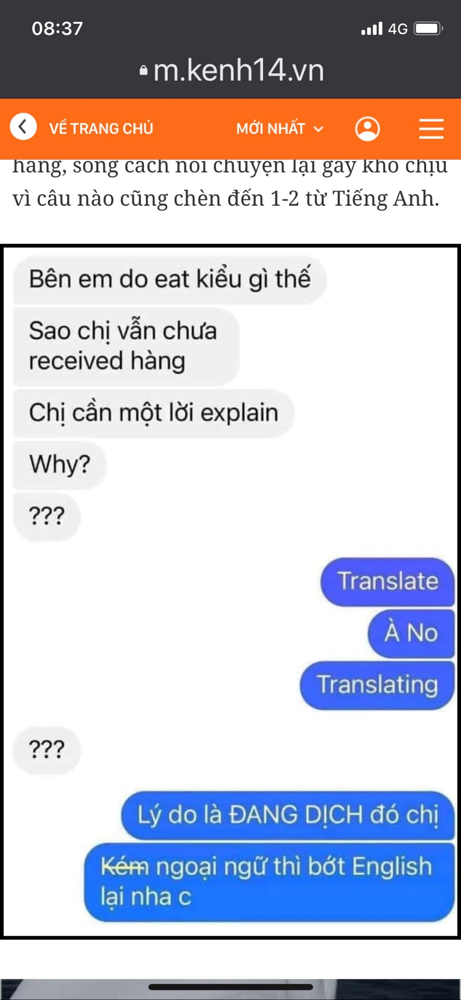 08:37
4G
m.kenh14.vn
VỀ TRANG CHỦ
MỚI NHẤT
hàng, song cách nói chuyện lại gây khó chịu
vì câu nào cũng chèn đến 1-2 từ Tiếng Anh.
Bên em do eat kiểu gì thế
Sao chị vẫn chưa
received hàng
Chị cần một lời explain
Why?
???
Translate
À No
Translating
???
Lý do là ĐANG DỊCH đó chị
Kém ngoại ngữ thì bớt English
lại nha c